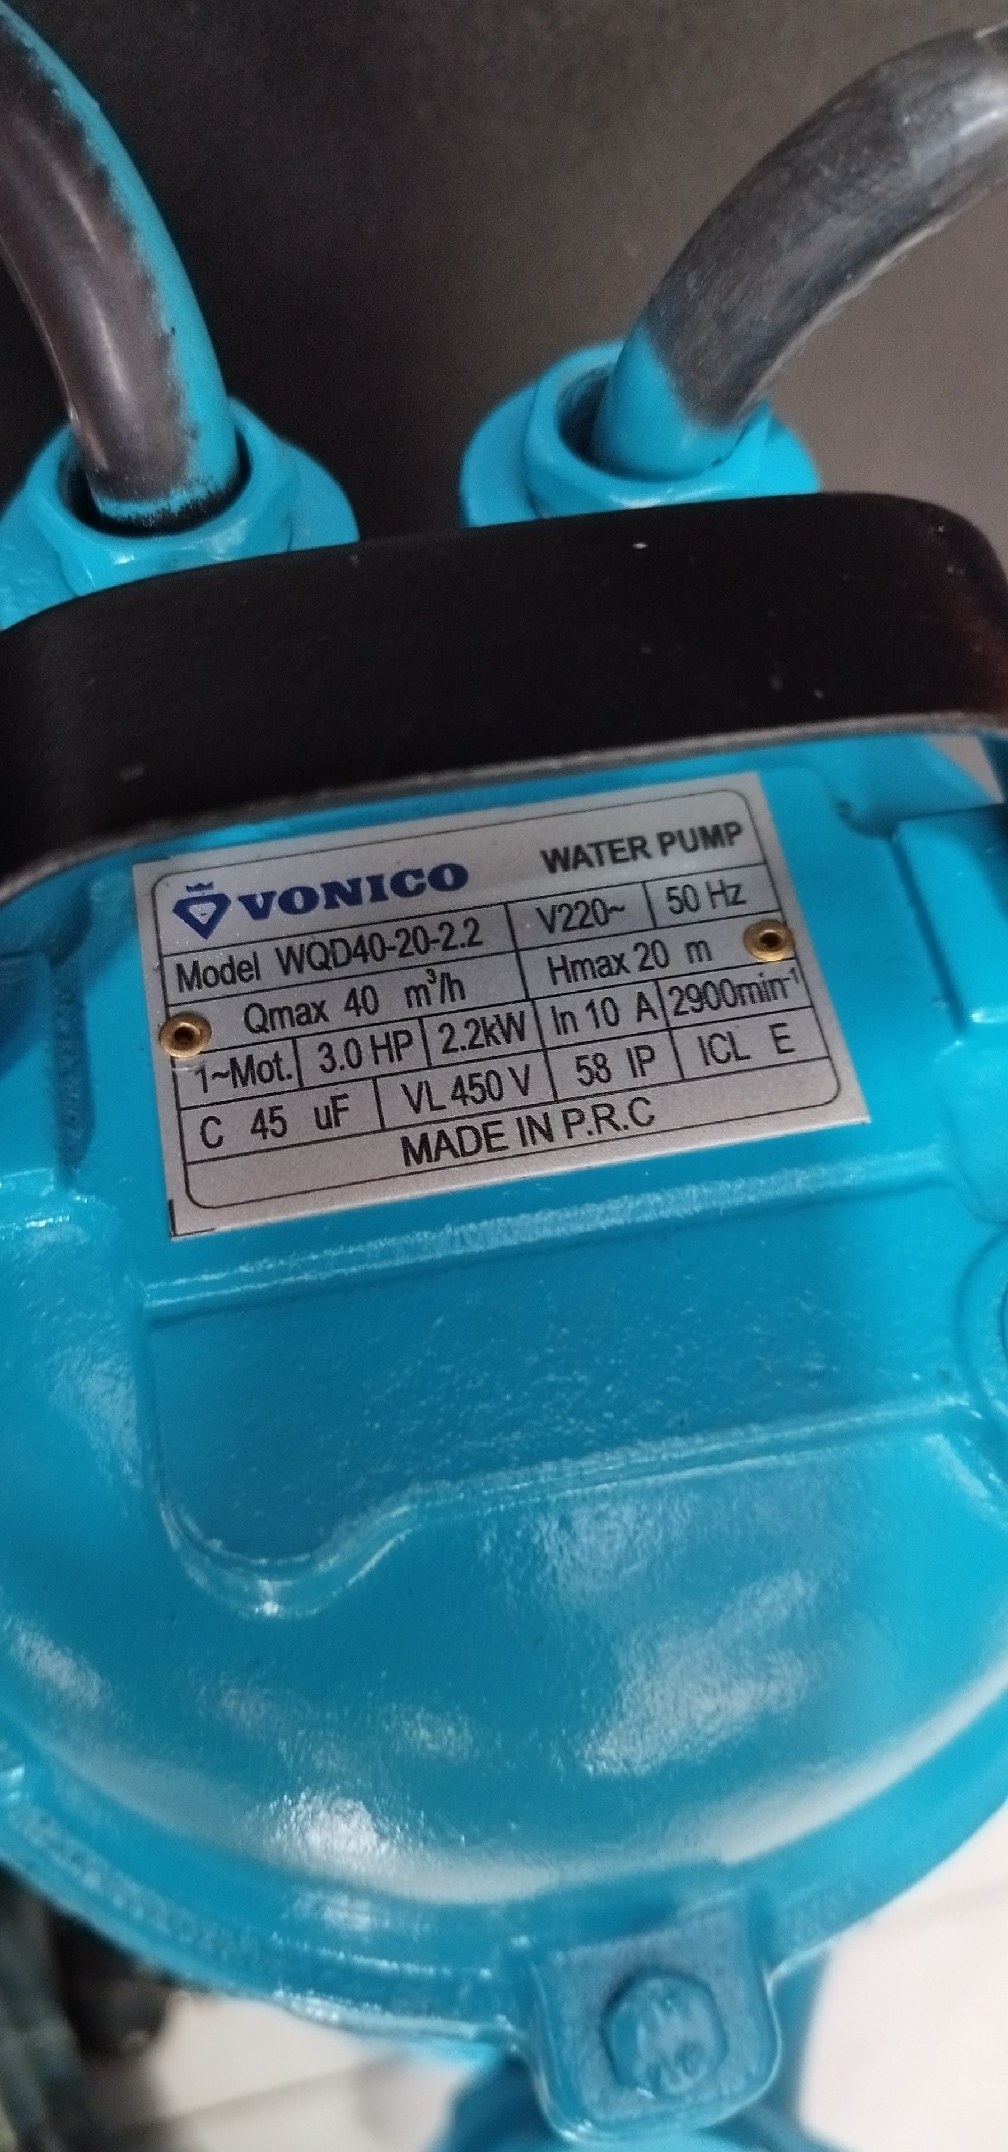 VONICO WATER PUMP
Model WQD40-20-2.2 V220~ 50 Hz
Qmax 40 m³/h Hmax 20 m
1~Mot. 3.0 HP 2.2kW In 10 A 2900min⁻¹
C 45 uF VL 450 V 58 IP ICL E
MADE IN P.R.C